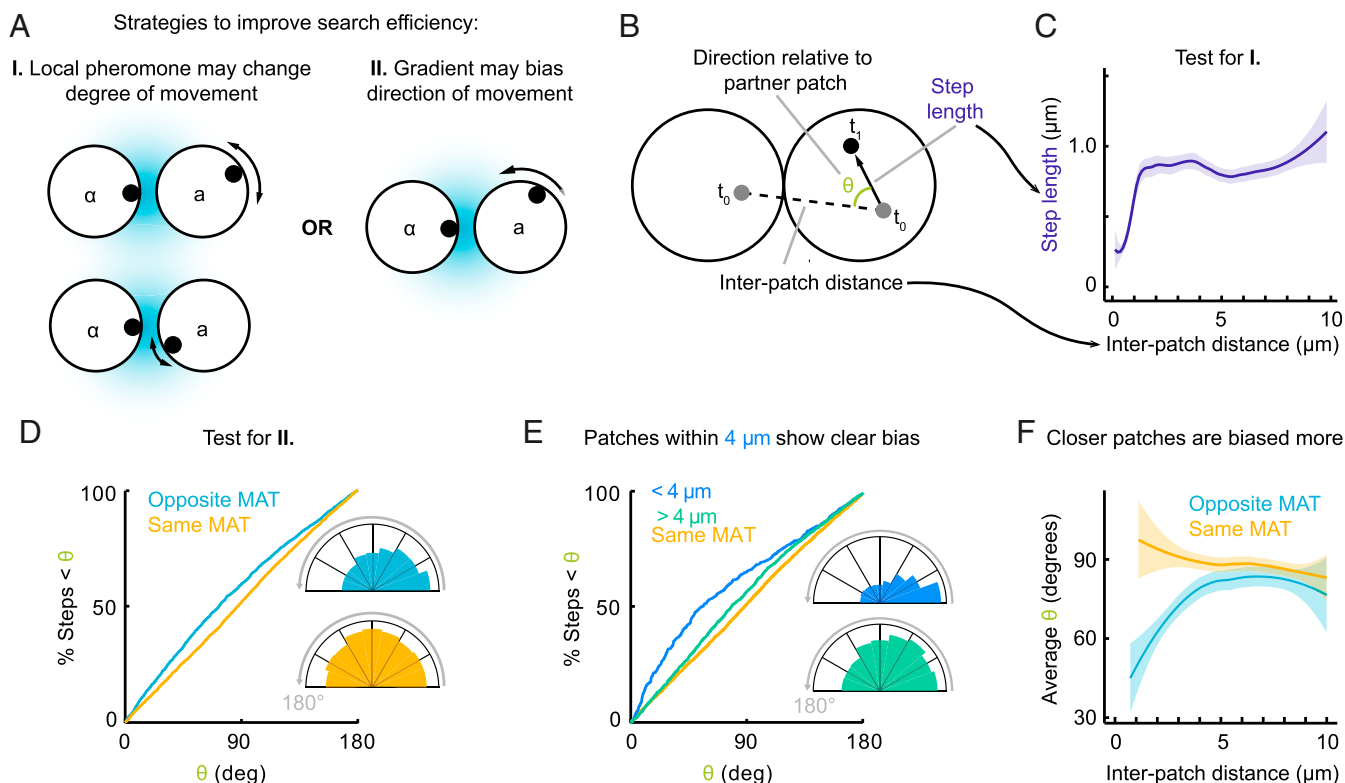 A
Strategies to improve search efficiency:
I. Local pheromone may change
degree of movement
α
a
α
a
OR
II. Gradient may bias
direction of movement
α
a
B
Direction relative to
partner patch
Step
length
t1
θ
t0
t0
Inter-patch distance
C
Test for I.
Step length (µm)
1.0
0
0 5 10
Inter-patch distance (µm)
D
Test for II.
Opposite MAT
Same MAT
% Steps < θ
100
50
0
180°
0 90 180
θ (deg)
E
Patches within 4 µm show clear bias
< 4 µm
> 4 µm
Same MAT
% Steps < θ
100
50
0
180°
0 90 180
θ (deg)
F
Closer patches are biased more
Opposite MAT
Same MAT
Average θ (degrees)
90
60
30
0 5 10
Inter-patch distance (µm)